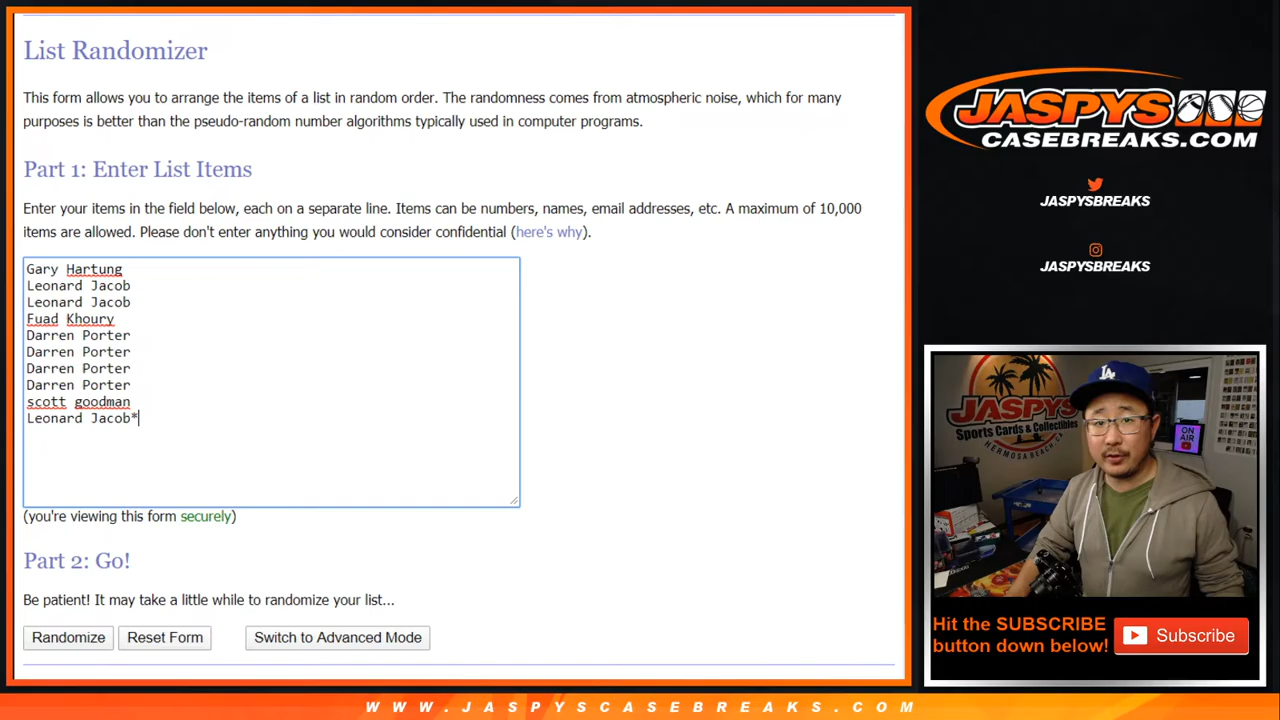 List Randomizer
This form allows you to arrange the items of a list in random order. The randomness comes from atmospheric noise, which for many
purposes is better than the pseudo-random number algorithms typically used in computer programs.
Part 1: Enter List Items
Enter your items in the field below, each on a separate line. Items can be numbers, names, email addresses, etc. A maximum of 10,000
items are allowed. Please don't enter anything you would consider confidential (here's why).
Gary Hartung
Leonard Jacob
Leonard Jacob
Fuad Khoury
Darren Porter
Darren Porter
Darren Porter
Darren Porter
scott goodman
Leonard Jacob*
(you're viewing this form securely)
Part 2: Go!
Be patient! It may take a little while to randomize your list...
Randomize
Reset Form
Switch to Advanced Mode
JASPYS
CASEBREAKS.COM
JASPYSBREAKS
JASPYSBREAKS
JASPYS
Sports Cards & Collectibles
HERMOSA BEACH, CA
LA
ON
AIR
Hit the SUBSCRIBE
button down below!
Subscribe
WWW.JASPYSCASEBREAKS.COM